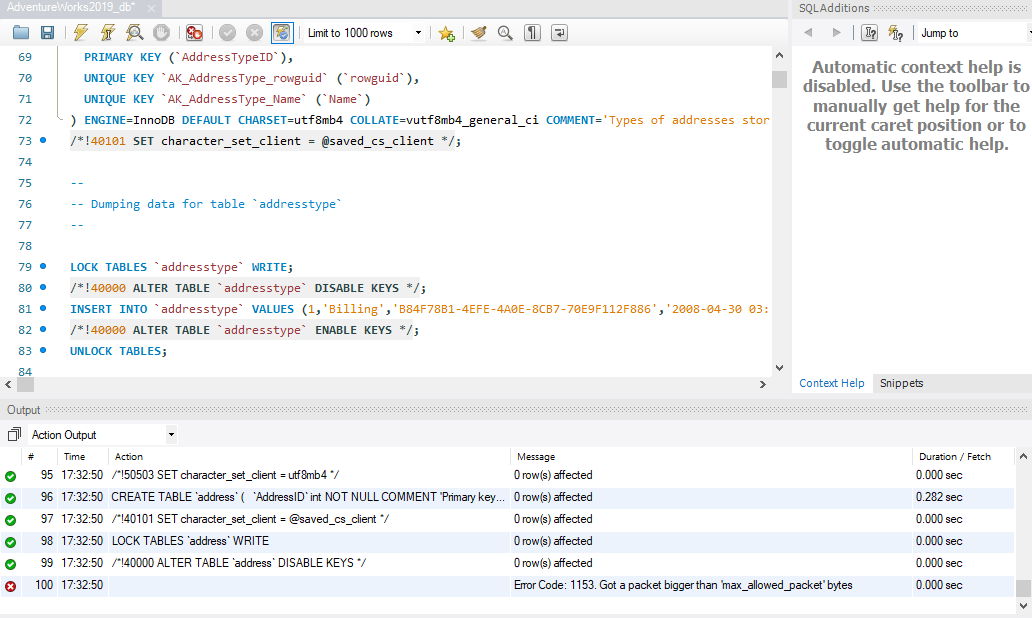 AdventureWorks2019_db*
SQLAdditions
Limit to 1000 rows
Jump to
69 PRIMARY KEY (`AddressTypeID`),
70 UNIQUE KEY `AK_AddressType_rowguid` (`rowguid`),
71 UNIQUE KEY `AK_AddressType_Name` (`Name`)
72 ) ENGINE=InnoDB DEFAULT CHARSET=utf8mb4 COLLATE=vutf8mb4_general_ci COMMENT='Types of addresses stor
73 /*!40101 SET character_set_client = @saved_cs_client */;
74
75 --
76 -- Dumping data for table `addresstype`
77 --
78
79 LOCK TABLES `addresstype` WRITE;
80 /*!40000 ALTER TABLE `addresstype` DISABLE KEYS */;
81 INSERT INTO `addresstype` VALUES (1,'Billing','B84F78B1-4EFE-4A0E-8CB7-70E9F112F886','2008-04-30 03:
82 /*!40000 ALTER TABLE `addresstype` ENABLE KEYS */;
83 UNLOCK TABLES;
84
Automatic context help is
disabled. Use the toolbar to
manually get help for the
current caret position or to
toggle automatic help.
Context Help Snippets
Output
Action Output
# Time Action Message Duration / Fetch
95 17:32:50 /*!50503 SET character_set_client = utf8mb4 */ 0 row(s) affected 0.000 sec
96 17:32:50 CREATE TABLE `address` ( `AddressID` int NOT NULL COMMENT 'Primary key... 0 row(s) affected 0.282 sec
97 17:32:50 /*!40101 SET character_set_client = @saved_cs_client */ 0 row(s) affected 0.000 sec
98 17:32:50 LOCK TABLES `address` WRITE 0 row(s) affected 0.000 sec
99 17:32:50 /*!40000 ALTER TABLE `address` DISABLE KEYS */ 0 row(s) affected 0.000 sec
100 17:32:50 Error Code: 1153. Got a packet bigger than 'max_allowed_packet' bytes 0.000 sec